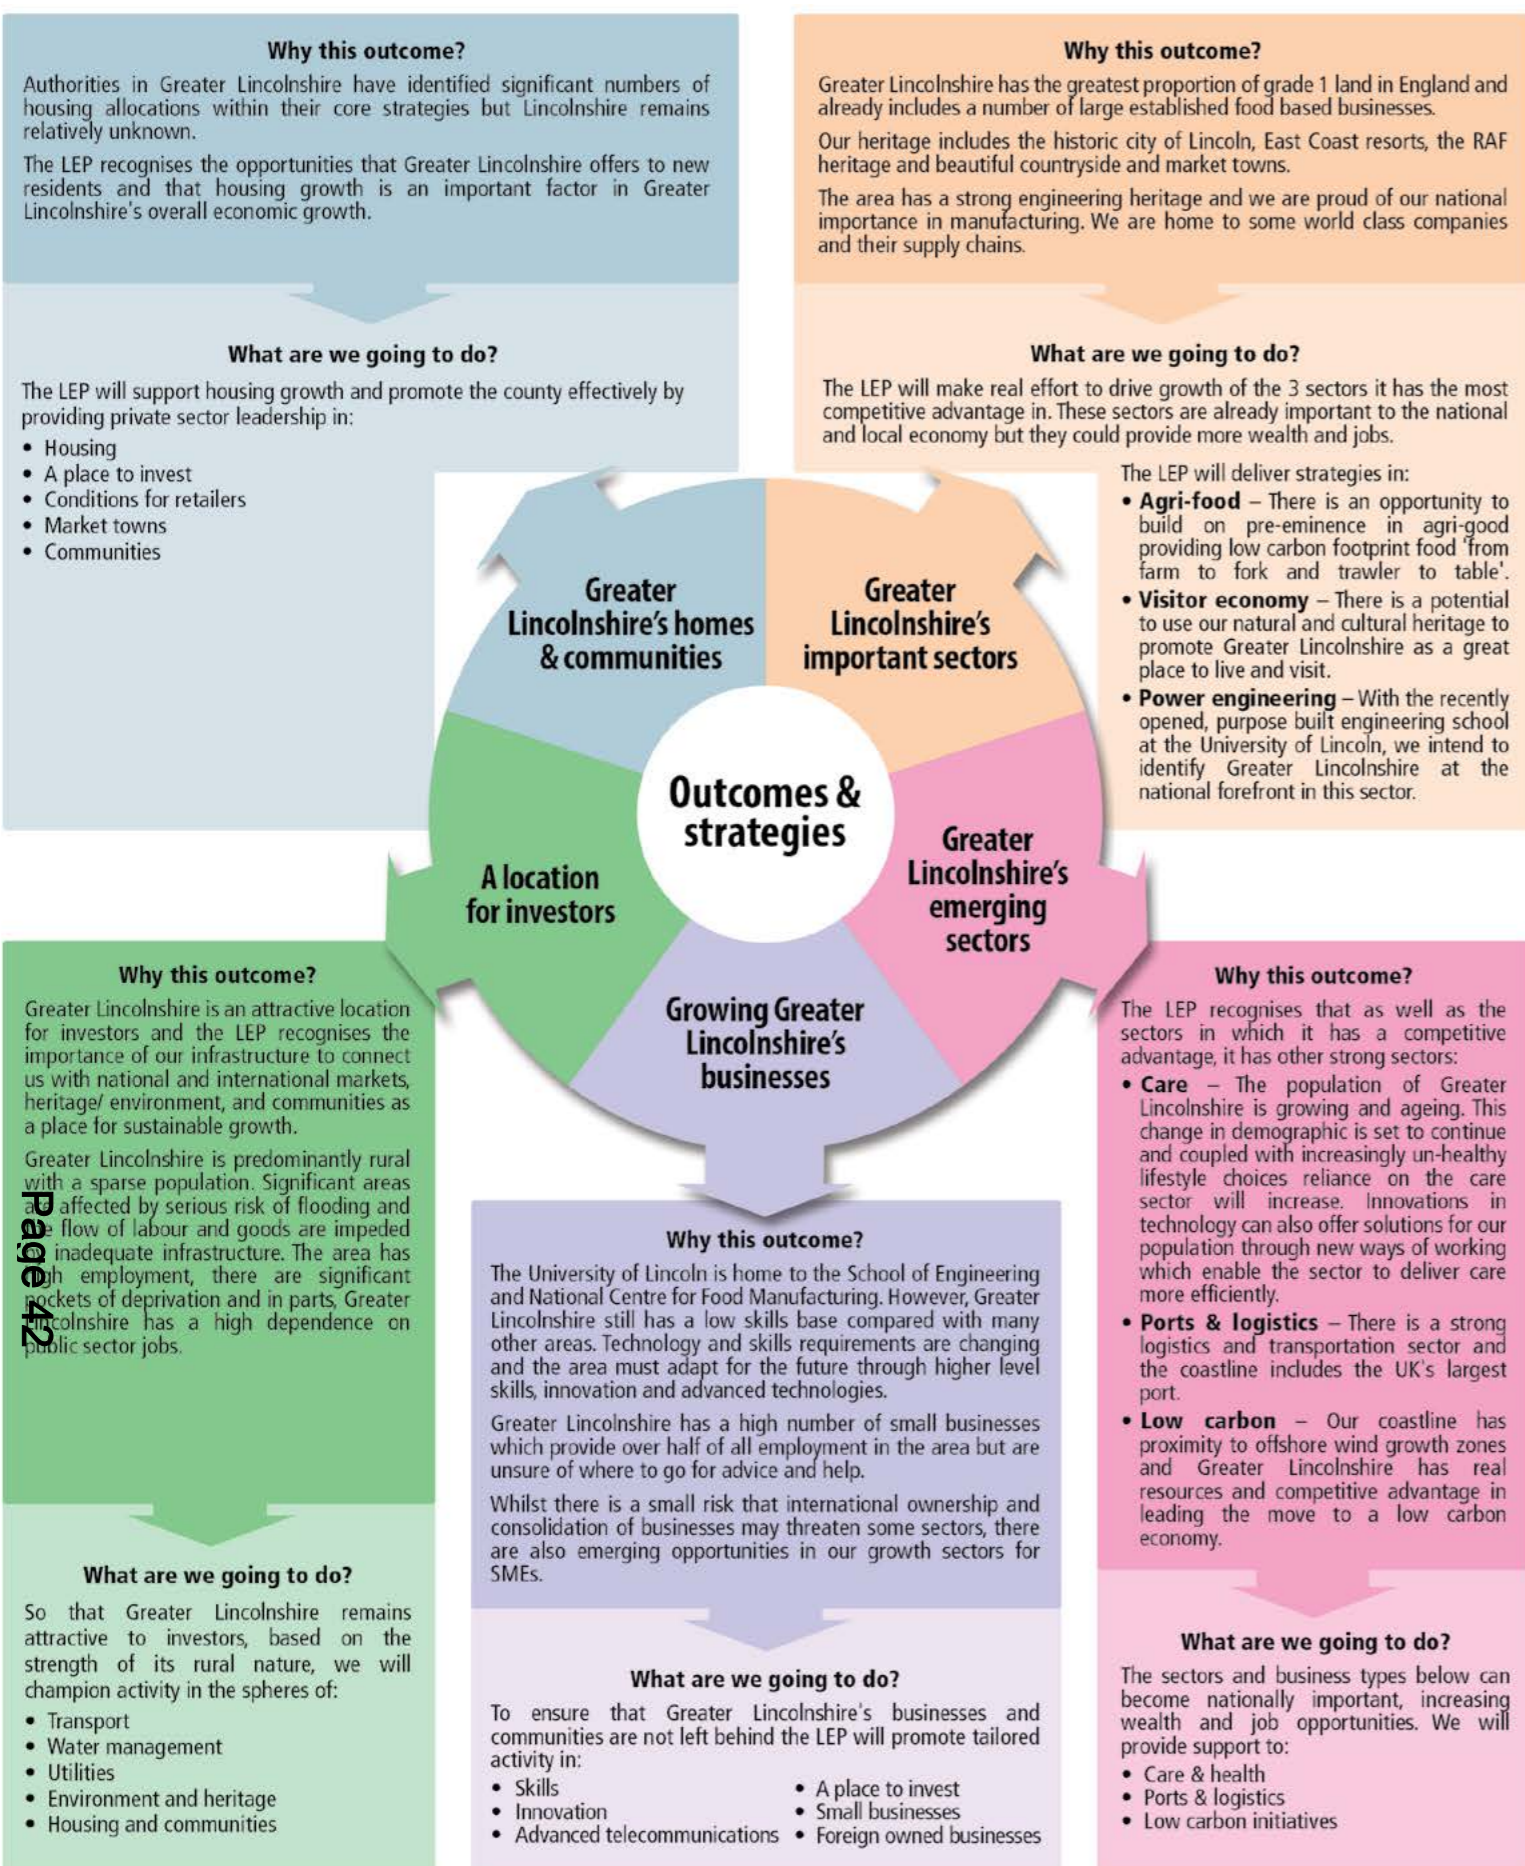 Why this outcome?
Authorities in Greater Lincolnshire have identified significant numbers of
housing allocations within their core strategies but Lincolnshire remains
relatively unknown.
The LEP recognises the opportunities that Greater Lincolnshire offers to new
residents and that housing growth is an important factor in Greater
Lincolnshire's overall economic growth.
What are we going to do?
The LEP will support housing growth and promote the county effectively by
providing private sector leadership in:
• Housing
• A place to invest
• Conditions for retailers
• Market towns
• Communities
Why this outcome?
Greater Lincolnshire has the greatest proportion of grade 1 land in England and
already includes a number of large established food based businesses.
Our heritage includes the historic city of Lincoln, East Coast resorts, the RAF
heritage and beautiful countryside and market towns.
The area has a strong engineering heritage and we are proud of our national
importance in manufacturing. We are home to some world class companies
and their supply chains.
What are we going to do?
The LEP will make real effort to drive growth of the 3 sectors it has the most
competitive advantage in. These sectors are already important to the national
and local economy but they could provide more wealth and jobs.
The LEP will deliver strategies in:
• Agri-food – There is an opportunity to
build on pre-eminence in agri-good
providing low carbon footprint food 'from
farm to fork and trawler to table'.
• Visitor economy – There is a potential
to use our natural and cultural heritage to
promote Greater Lincolnshire as a great
place to live and visit.
• Power engineering – With the recently
opened, purpose built engineering school
at the University of Lincoln, we intend to
identify Greater Lincolnshire at the
national forefront in this sector.
Greater
Lincolnshire's homes
& communities
Greater
Lincolnshire's
important sectors
Outcomes &
strategies
A location
for investors
Greater
Lincolnshire's
emerging
sectors
Growing Greater
Lincolnshire's
businesses
Why this outcome?
Greater Lincolnshire is an attractive location
for investors and the LEP recognises the
importance of our infrastructure to connect
us with national and international markets,
heritage/ environment, and communities as
a place for sustainable growth.
Greater Lincolnshire is predominantly rural
with a sparse population. Significant areas
affected by serious risk of flooding and
flow of labour and goods are impeded
inadequate infrastructure. The area has
employment, there are significant
pockets of deprivation and in parts, Greater
Lincolnshire has a high dependence on
public sector jobs.
Page 42
What are we going to do?
So that Greater Lincolnshire remains
attractive to investors, based on the
strength of its rural nature, we will
champion activity in the spheres of:
• Transport
• Water management
• Utilities
• Environment and heritage
• Housing and communities
Why this outcome?
The University of Lincoln is home to the School of Engineering
and National Centre for Food Manufacturing. However, Greater
Lincolnshire still has a low skills base compared with many
other areas. Technology and skills requirements are changing
and the area must adapt for the future through higher level
skills, innovation and advanced technologies.
Greater Lincolnshire has a high number of small businesses
which provide over half of all employment in the area but are
unsure of where to go for advice and help.
Whilst there is a small risk that international ownership and
consolidation of businesses may threaten some sectors, there
are also emerging opportunities in our growth sectors for
SMEs.
What are we going to do?
To ensure that Greater Lincolnshire's businesses and
communities are not left behind the LEP will promote tailored
activity in:
• Skills
• Innovation
• Advanced telecommunications
• A place to invest
• Small businesses
• Foreign owned businesses
Why this outcome?
The LEP recognises that as well as the
sectors in which it has a competitive
advantage, it has other strong sectors:
• Care – The population of Greater
Lincolnshire is growing and ageing. This
change in demographic is set to continue
and coupled with increasingly un-healthy
lifestyle choices reliance on the care
sector will increase. Innovations in
technology can also offer solutions for our
population through new ways of working
which enable the sector to deliver care
more efficiently.
• Ports & logistics – There is a strong
logistics and transportation sector and
the coastline includes the UK's largest
port.
• Low carbon – Our coastline has
proximity to offshore wind growth zones
and Greater Lincolnshire has real
resources and competitive advantage in
leading the move to a low carbon
economy.
What are we going to do?
The sectors and business types below can
become nationally important, increasing
wealth and job opportunities. We will
provide support to:
• Care & health
• Ports & logistics
• Low carbon initiatives